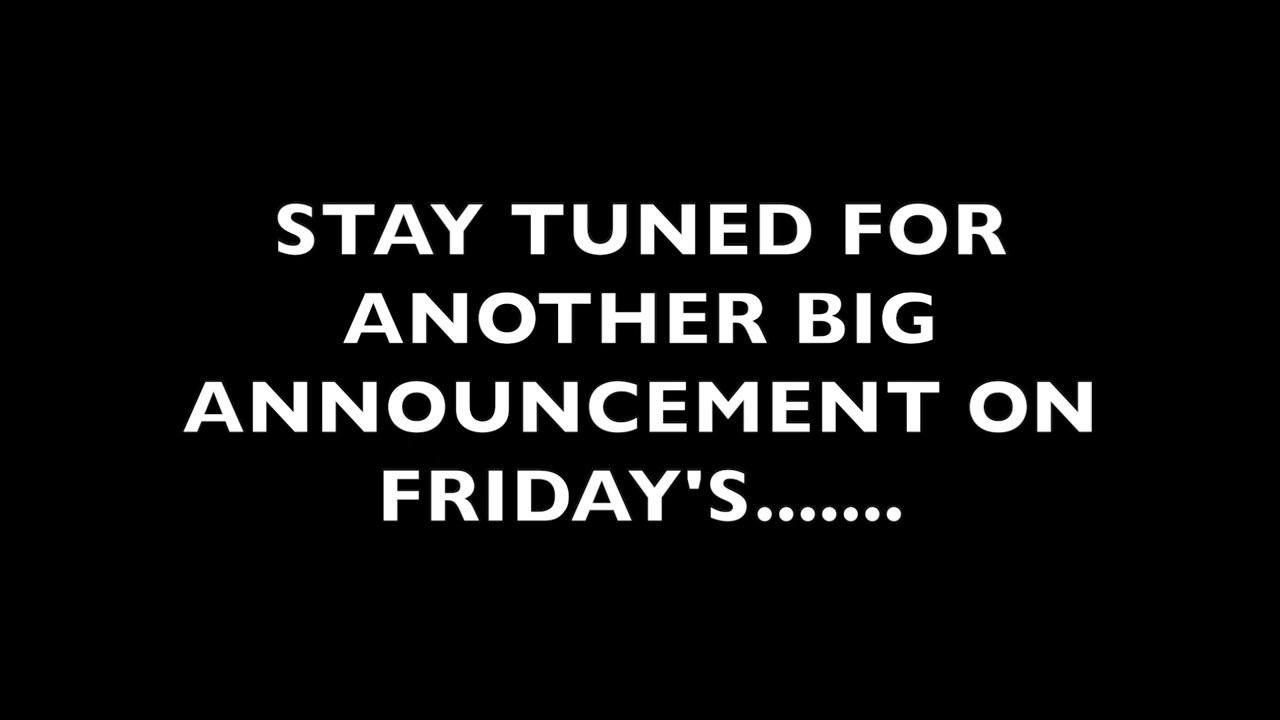 STAY TUNED FOR
ANOTHER BIG
ANNOUNCEMENT ON
FRIDAY'S.......